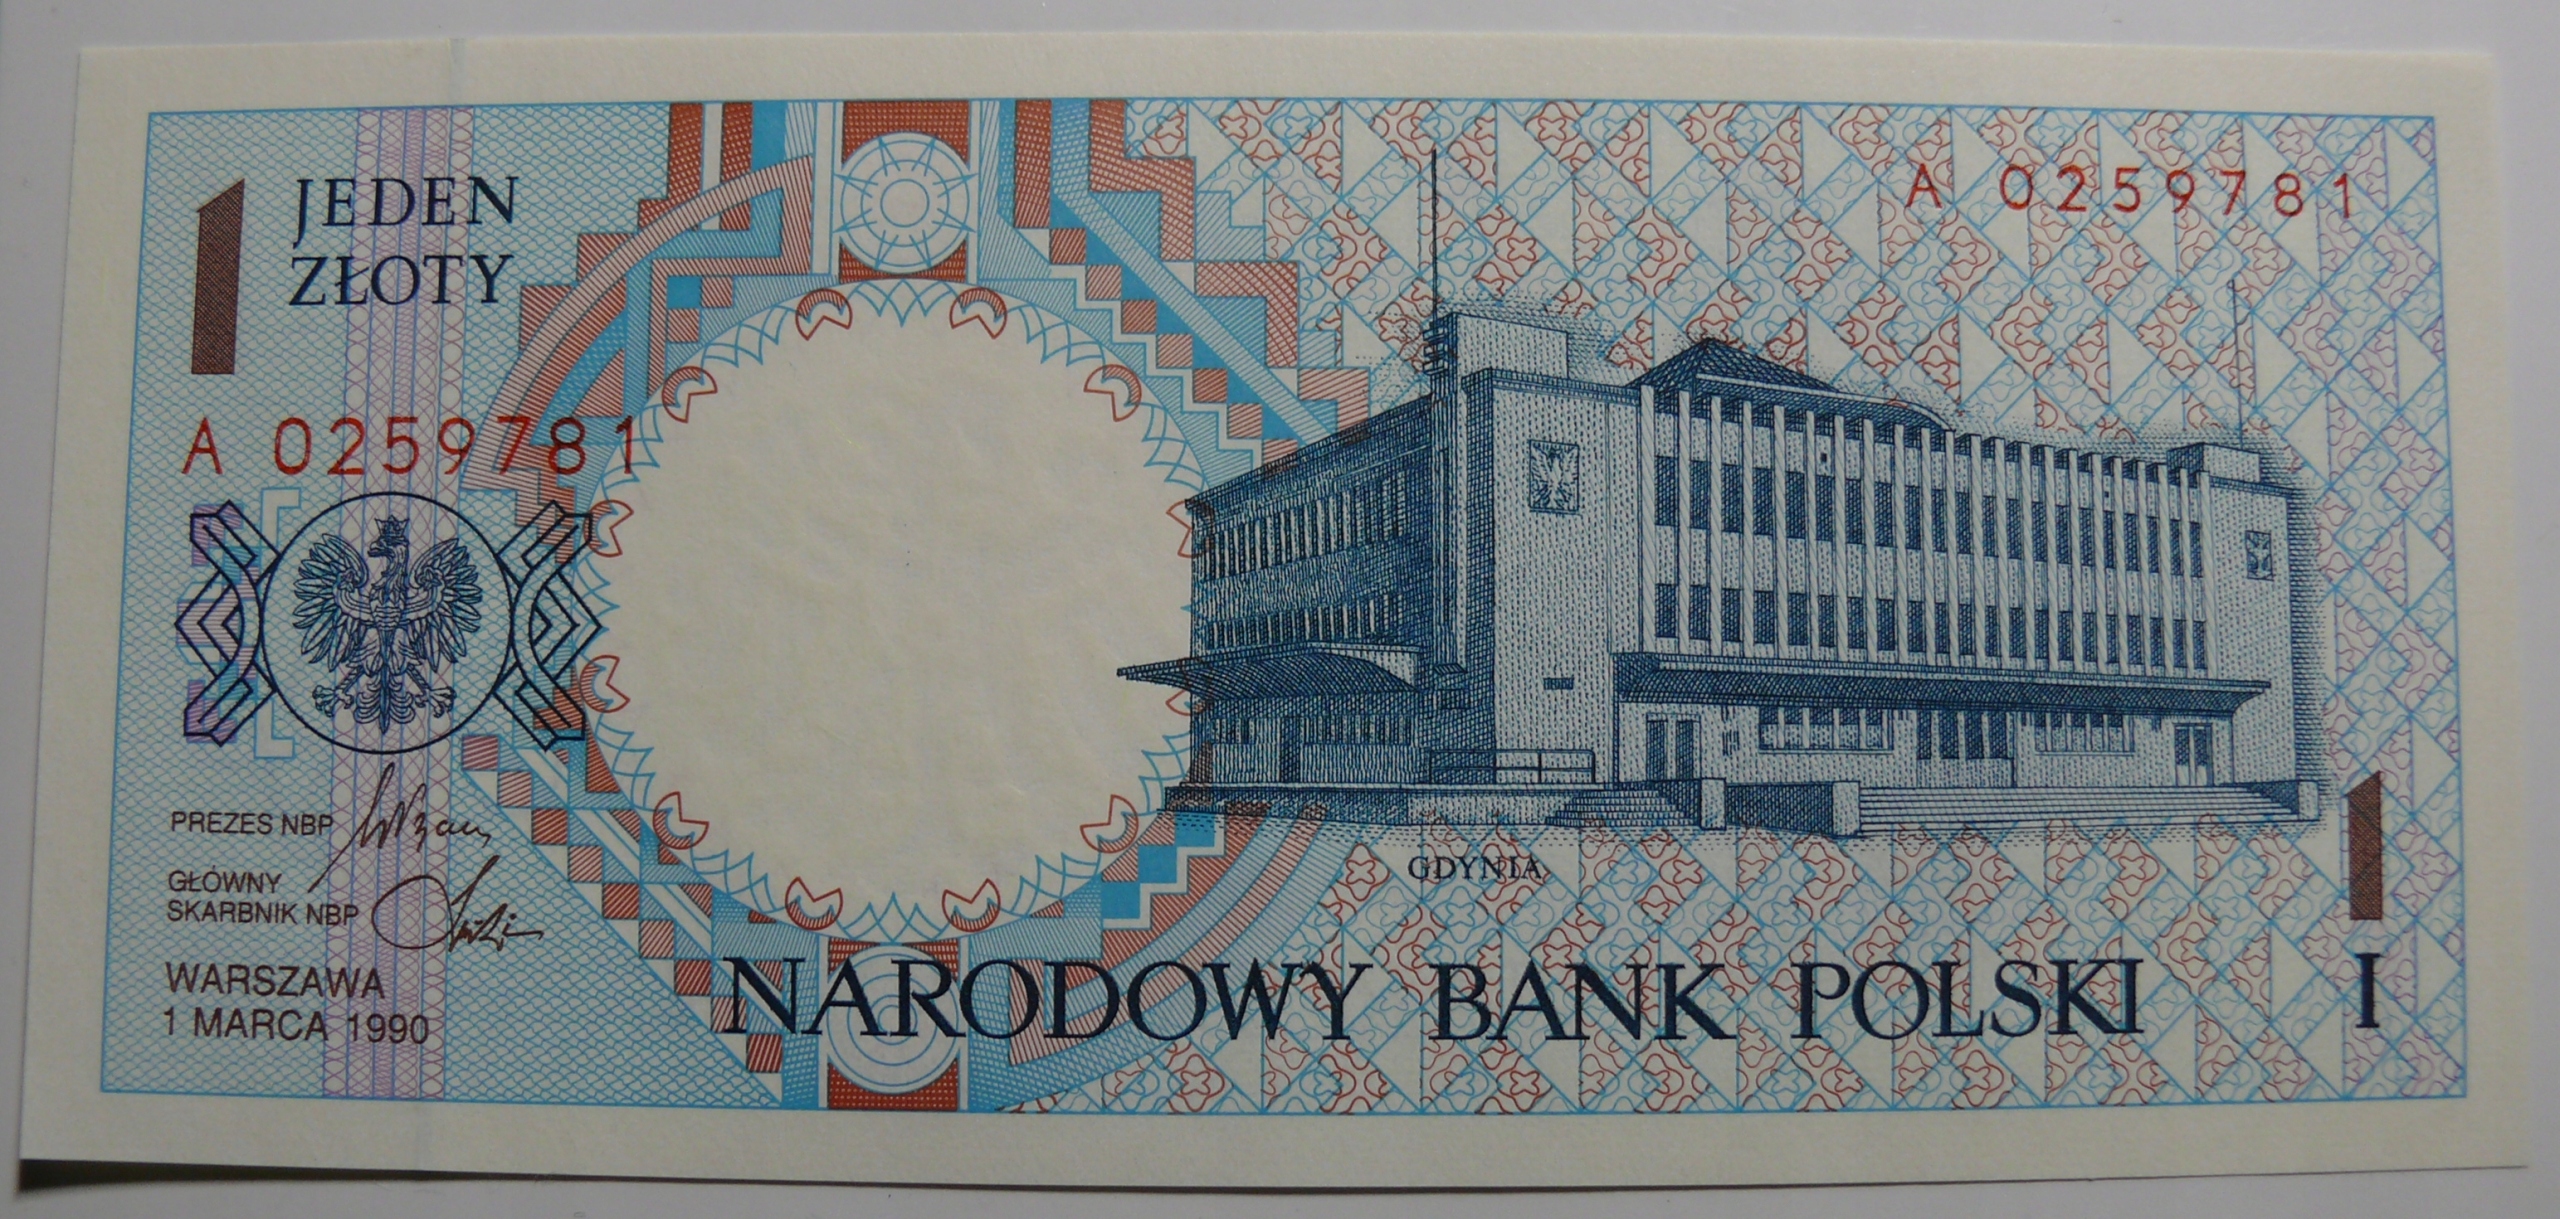 1
JEDEN
ZŁOTY
A 0259781
A 0259781
PREZES NBP
GŁÓWNY
SKARBNIK NBP
WARSZAWA
1 MARCA 1990
GDYNIA
NARODOWY BANK POLSKI
1
I